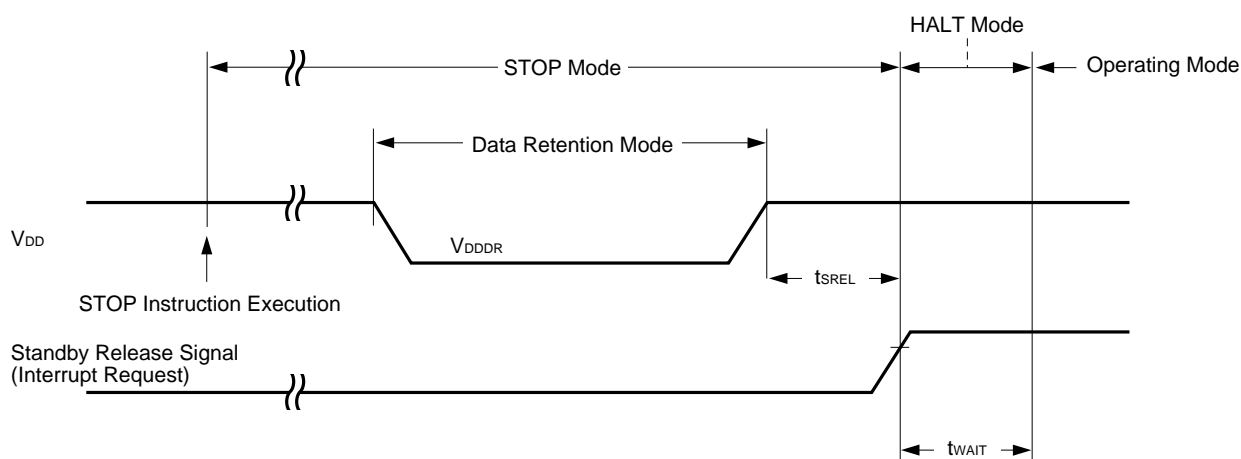 HALT Mode
STOP Mode
Operating Mode
Data Retention Mode
VDD
VDDDR
tSREL
STOP Instruction Execution
Standby Release Signal
(Interrupt Request)
tWAIT